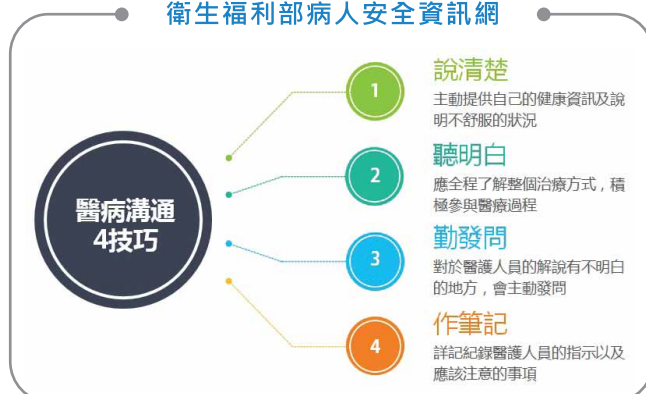 衛生福利部病人安全資訊網
醫病溝通
4技巧
1
說清楚
主動提供自己的健康資訊及說
明不舒服的狀況
2
聽明白
應全程了解整個治療方式，積
極參與醫療過程
3
勤發問
對於醫護人員的解說有不明白
的地方，會主動發問
4
作筆記
詳記紀錄醫護人員的指示以及
應該注意的事項